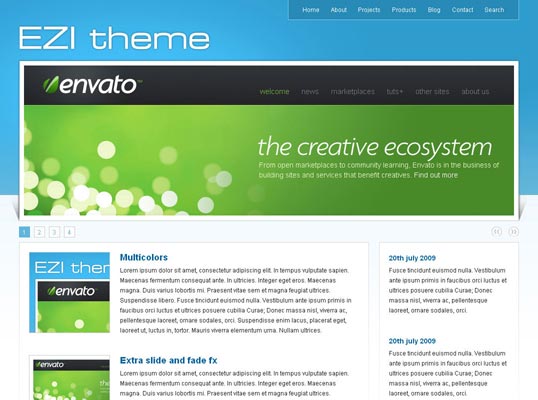 Home About Projects Products Blog Contact Search
EZI theme
envato
welcome news marketplaces tuts+ other sites about us
the creative ecosystem
From open marketplaces to community learning, Envato is in the business of
building sites and services that benefit creatives. Find out more
1 2 3 4
Multicolors
Lorem ipsum dolor sit amet, consectetur adipiscing elit. In tempus vulputate sapien.
Maecenas fermentum consequat ante. In ultricies. Integer eget eros. Maecenas
magna. Duis varius lobortis mi. Praesent vitae sem et magna feugiat ultrices.
Suspendisse libero. Fusce tincidunt euismod nulla. Vestibulum ante ipsum primis in
faucibus orci luctus et ultrices posuere cubilia Curae; Donec massa nisl, viverra ac,
pellentesque laoreet, ornare sodales, orci. Suspendisse enim lacus, placerat eget,
laoreet ut, luctus in, tortor. Mauris viverra elementum urna. Nullam ultrices.
EZI ther
envato
Extra slide and fade fx
Lorem ipsum dolor sit amet, consectetur adipiscing elit. In tempus vulputate sapien.
Maecenas fermentum consequat ante. In ultricies. Integer eget eros. Maecenas
magna. Duis varius lobortis mi. Praesent vitae sem et magna feugiat ultrices.
envato
20th july 2009
Fusce tincidunt euismod nulla. Vestibulum
ante ipsum primis in faucibus orci luctus et
ultrices posuere cubilia Curae; Donec
massa nisl, viverra ac, pellentesque
laoreet, ornare sodales, orci.
20th july 2009
Fusce tincidunt euismod nulla. Vestibulum
ante ipsum primis in faucibus orci luctus et
ultrices posuere cubilia Curae; Donec
massa nisl, viverra ac, pellentesque
laoreet, ornare sodales, orci.